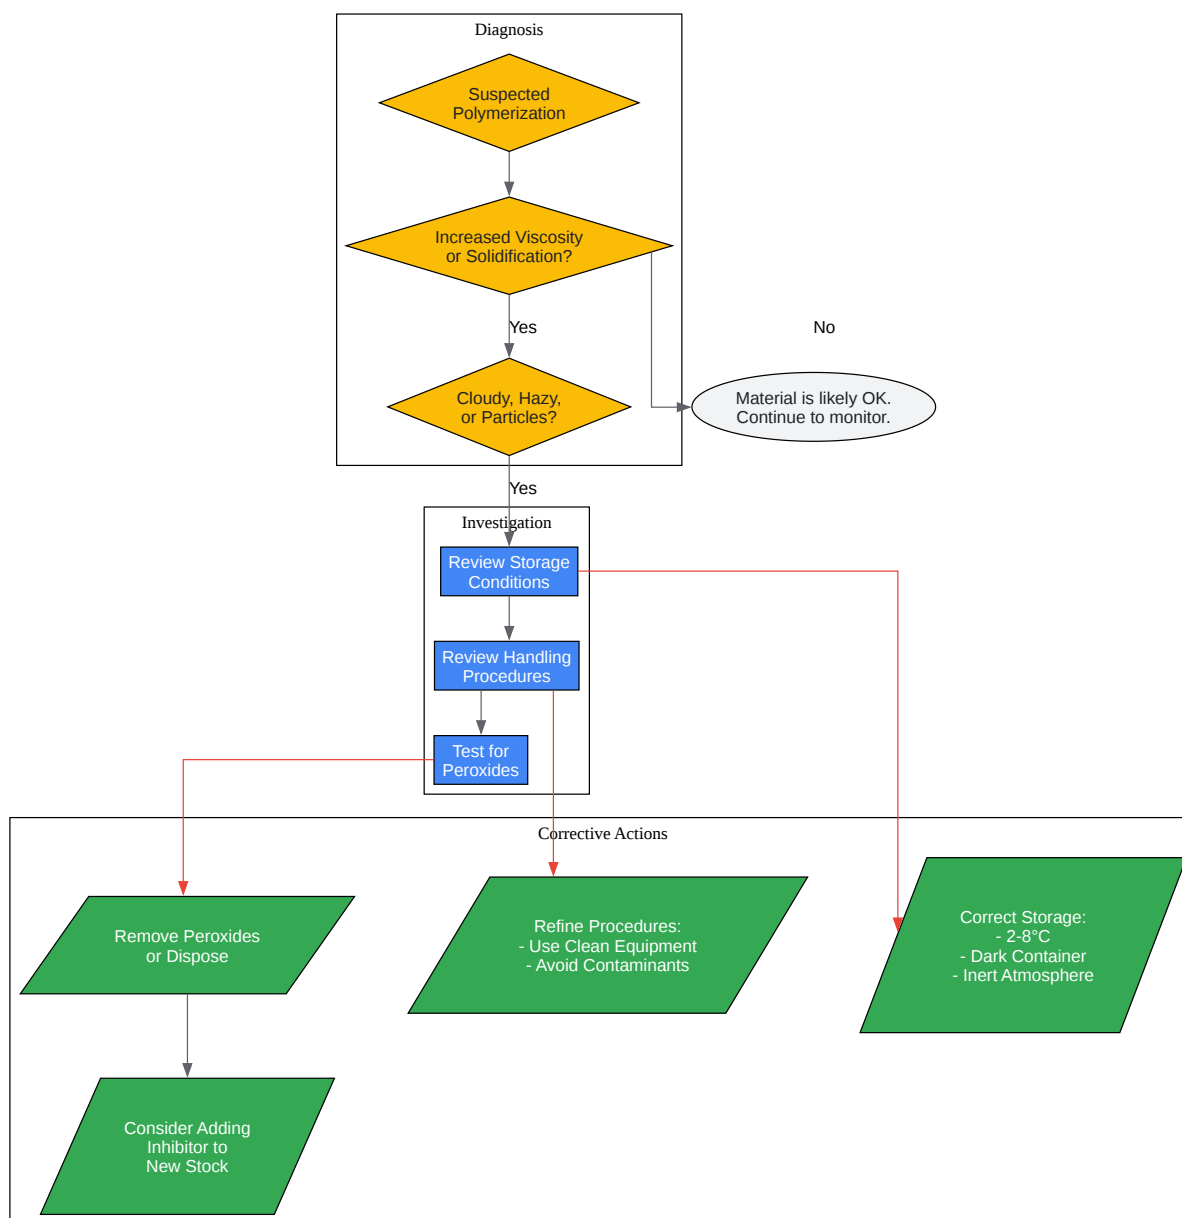 Diagnosis
Suspected
Polymerization
Increased Viscosity
or Solidification?
Yes
No
Cloudy, Hazy,
or Particles?
Material is likely OK.
Continue to monitor.
Yes
Investigation
Review Storage
Conditions
Review Handling
Procedures
Test for
Peroxides
Corrective Actions
Remove Peroxides
or Dispose
Refine Procedures:
- Use Clean Equipment
- Avoid Contaminants
Correct Storage:
- 2-8°C
- Dark Container
- Inert Atmosphere
Consider Adding
Inhibitor to
New Stock